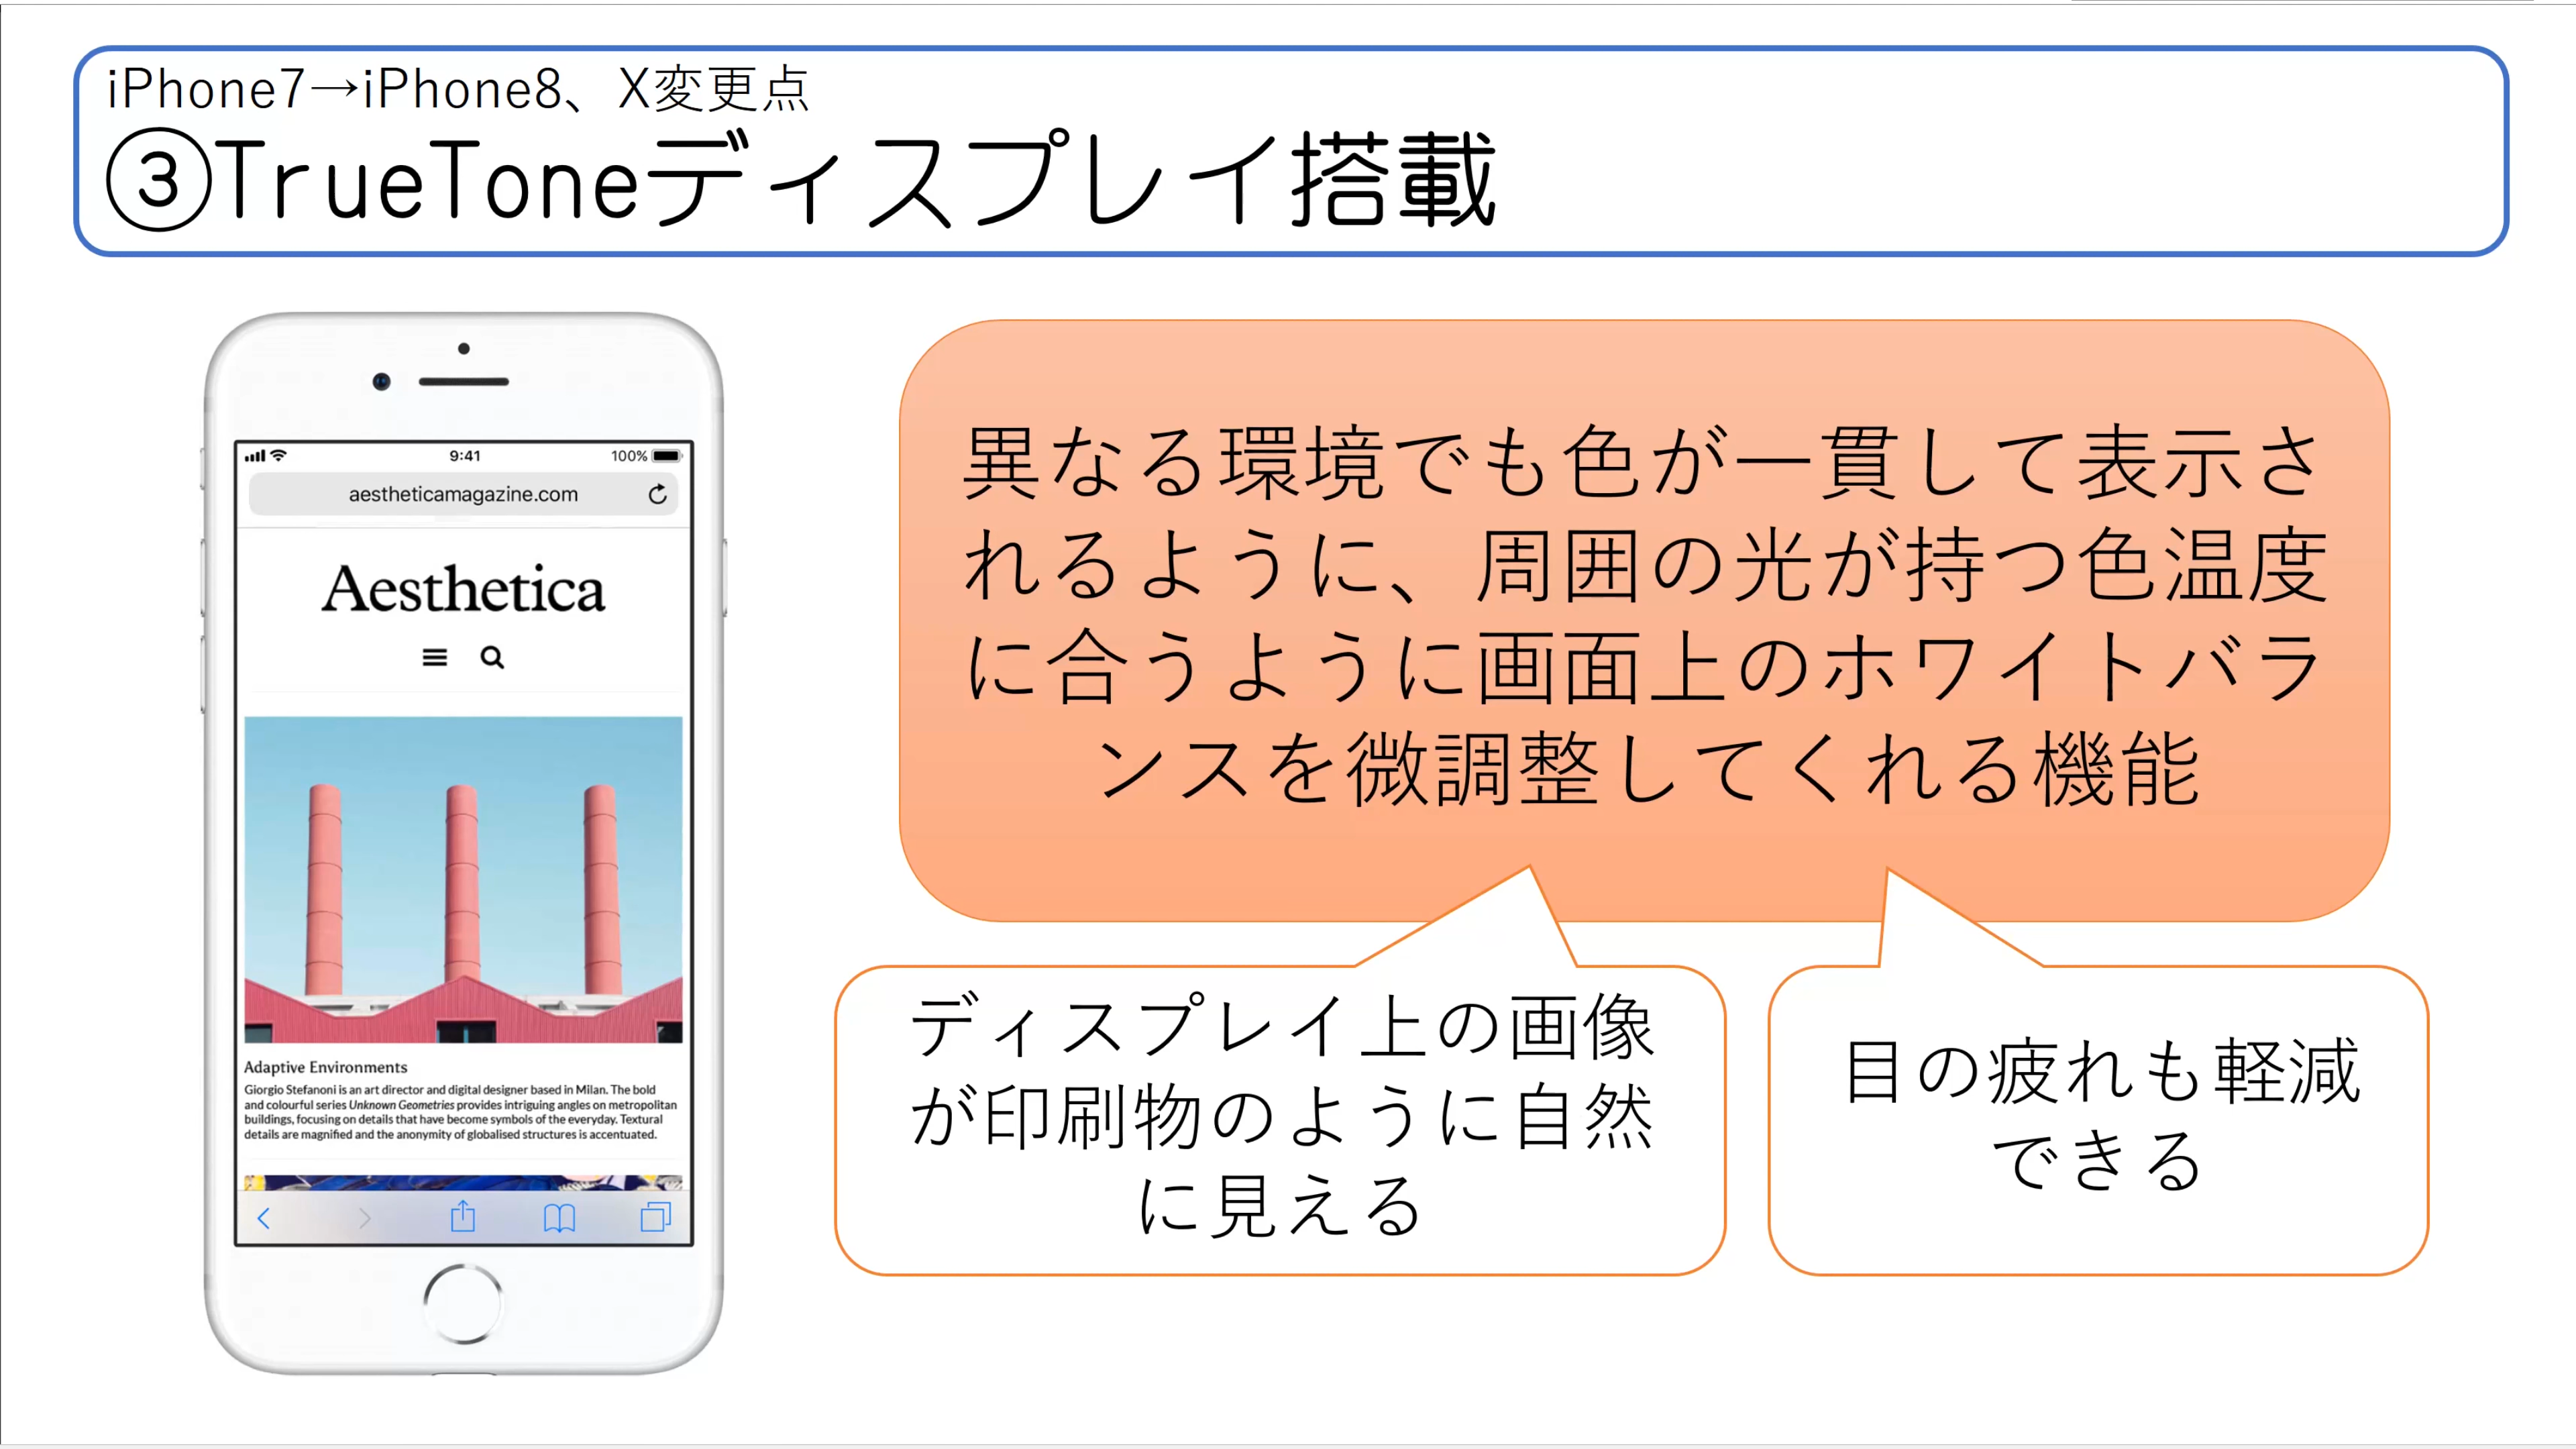 iPhone7→iPhone8、X変更点
③TrueToneディスプレイ搭載
9:41
100%
aestheticamagazine.com
Aesthetica
Adaptive Environments
Giorgio Stefanoni is an art director and digital designer based in Milan. The bold
and colourful series Unknown Geometries provides intriguing angles on metropolitan
buildings, focusing on details that have become symbols of the everyday. Textural
details are magnified and the anonymity of globalised structures is accentuated.
異なる環境でも色が一貫して表示さ
れるように、周囲の光が持つ色温度
に合うように画面上のホワイトバラ
ンスを微調整してくれる機能
ディスプレイ上の画像
が印刷物のように自然
に見える
目の疲れも軽減
できる